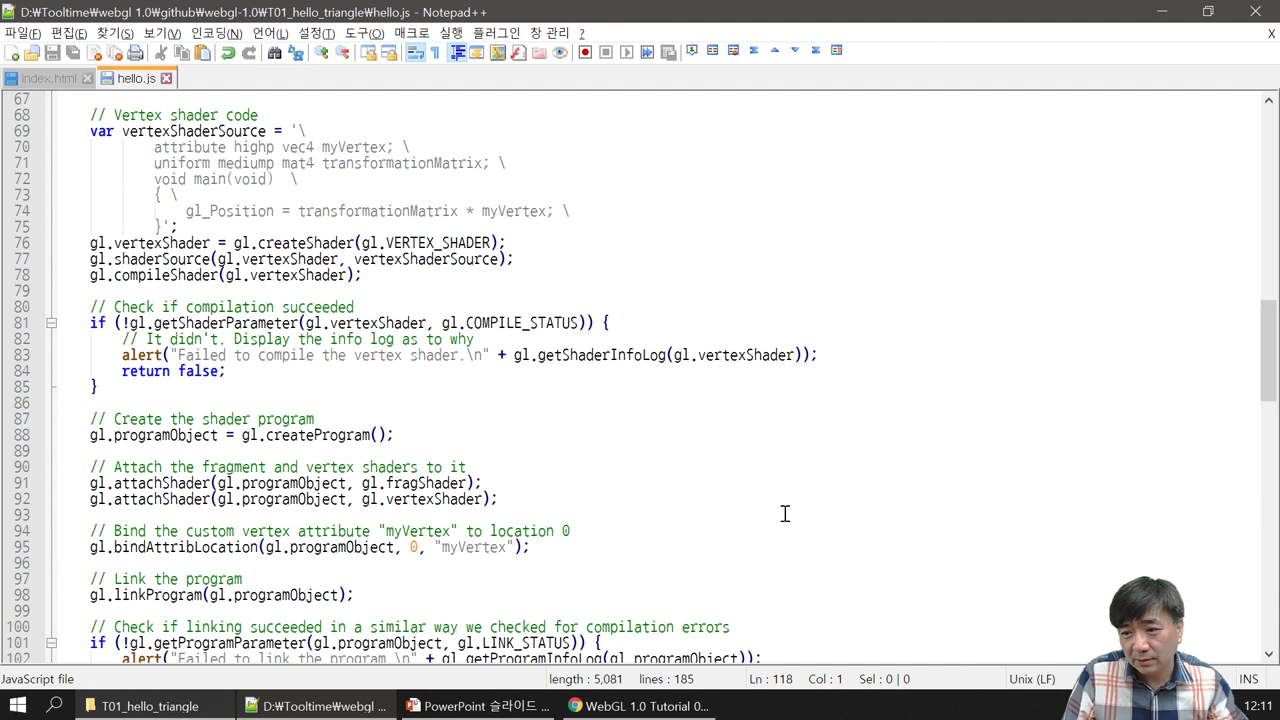 D:₩Tooltime₩webgl 1.0₩github₩webgl-1.0₩T01_hello_triangle₩hello.js - Notepad++
파일(F) 편집(E) 찾기(S) 보기(V) 인코딩(N) 언어(L) 설정(T) 도구(O) 매크로 실행 플러그인 창 관리 ? X
index.html hello.js
67
68 // Vertex shader code
69 var vertexShaderSource = '\
70 attribute highp vec4 myVertex; \
71 uniform mediump mat4 transformationMatrix; \
72 void main(void)  \
73 { \
74 gl_Position = transformationMatrix * myVertex; \
75 }';
76 gl.vertexShader = gl.createShader(gl.VERTEX_SHADER);
77 gl.shaderSource(gl.vertexShader, vertexShaderSource);
78 gl.compileShader(gl.vertexShader);
79
80 // Check if compilation succeeded
81 if (!gl.getShaderParameter(gl.vertexShader, gl.COMPILE_STATUS)) {
82 // It didn't. Display the info log as to why
83 alert("Failed to compile the vertex shader.\n" + gl.getShaderInfoLog(gl.vertexShader));
84 return false;
85 }
86
87 // Create the shader program
88 gl.programObject = gl.createProgram();
89
90 // Attach the fragment and vertex shaders to it
91 gl.attachShader(gl.programObject, gl.fragShader);
92 gl.attachShader(gl.programObject, gl.vertexShader);
93
94 // Bind the custom vertex attribute "myVertex" to location 0
95 gl.bindAttribLocation(gl.programObject, 0, "myVertex");
96
97 // Link the program
98 gl.linkProgram(gl.programObject);
99
100 // Check if linking succeeded in a similar way we checked for compilation errors
101 if (!gl.getProgramParameter(gl.programObject, gl.LINK_STATUS)) {
102 alert("Failed to link the program.\n" + gl.getProgramInfoLog(gl.programObject));
JavaScript file length : 5,081 lines : 185 Ln : 118 Col : 1 Sel : 0 | 0 Unix (LF) INS
T01_hello_triangle D:₩Tooltime₩webgl ... PowerPoint 슬라이드 ... WebGL 1.0 Tutorial 0... 12:11